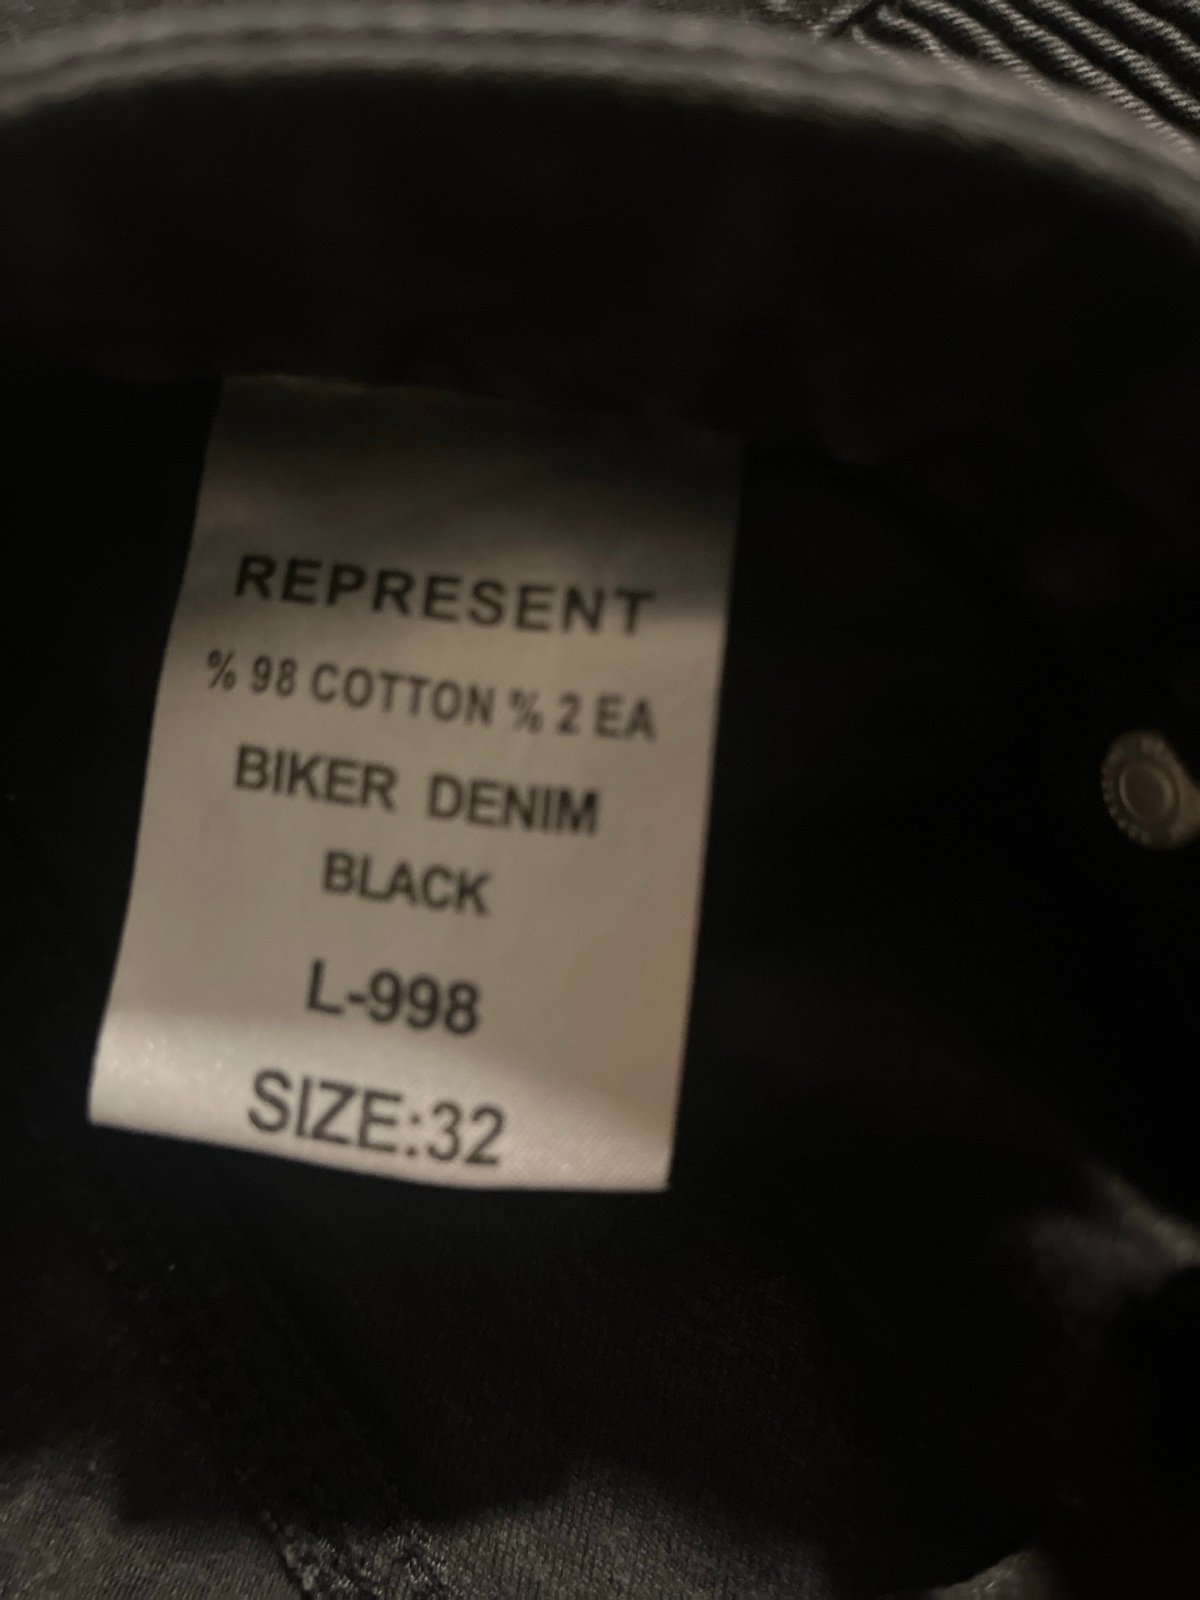 REPRESENT
% 98 COTTON % 2 EA
BIKER DENIM
BLACK
L-998
SIZE:32